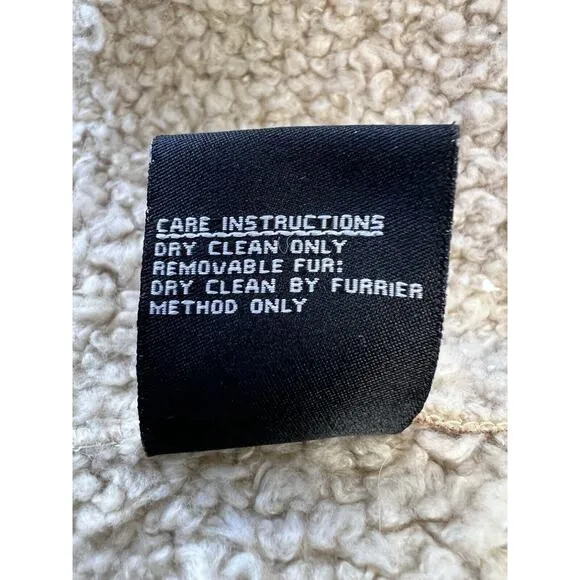 CARE INSTRUCTIONS
DRY CLEAN ONLY
REMOVABLE FUR:
DRY CLEAN BY FURRIER
METHOD ONLY